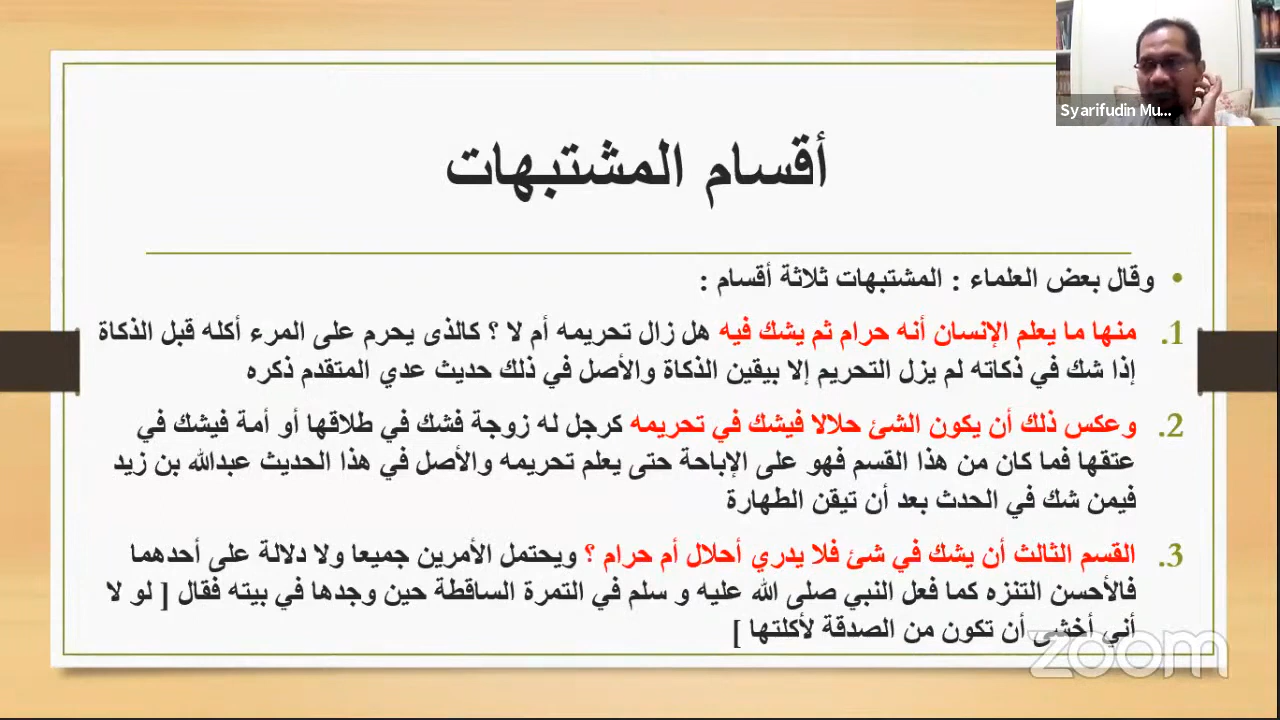 Syarifudin Mu...
أقسام المشتبهات
• وقال بعض العلماء : المشتبهات ثلاثة أقسام :
1. منها ما يعلم الإنسان أنه حرام ثم يشك فيه هل زال تحريمه أم لا ؟ كالذى يحرم على المرء أكله قبل الذكاة
إذا شك في ذكاته لم يزل التحريم إلا بيقين الذكاة والأصل في ذلك حديث عدي المتقدم ذكره
2. وعكس ذلك أن يكون الشئ حلالا فيشك في تحريمه كرجل له زوجة فشك في طلاقها أو أمة فيشك في
عتقها فما كان من هذا القسم فهو على الإباحة حتى يعلم تحريمه والأصل في هذا الحديث عبدالله بن زيد
فيمن شك في الحدث بعد أن تيقن الطهارة
3. القسم الثالث أن يشك في شئ فلا يدري أحلال أم حرام ؟ ويحتمل الأمرين جميعا ولا دلالة على أحدهما
فالأحسن التنزه كما فعل النبي صلى الله عليه و سلم في التمرة الساقطة حين وجدها في بيته فقال [ لو لا
أني أخشى أن تكون من الصدقة لأكلتها ]
zoom